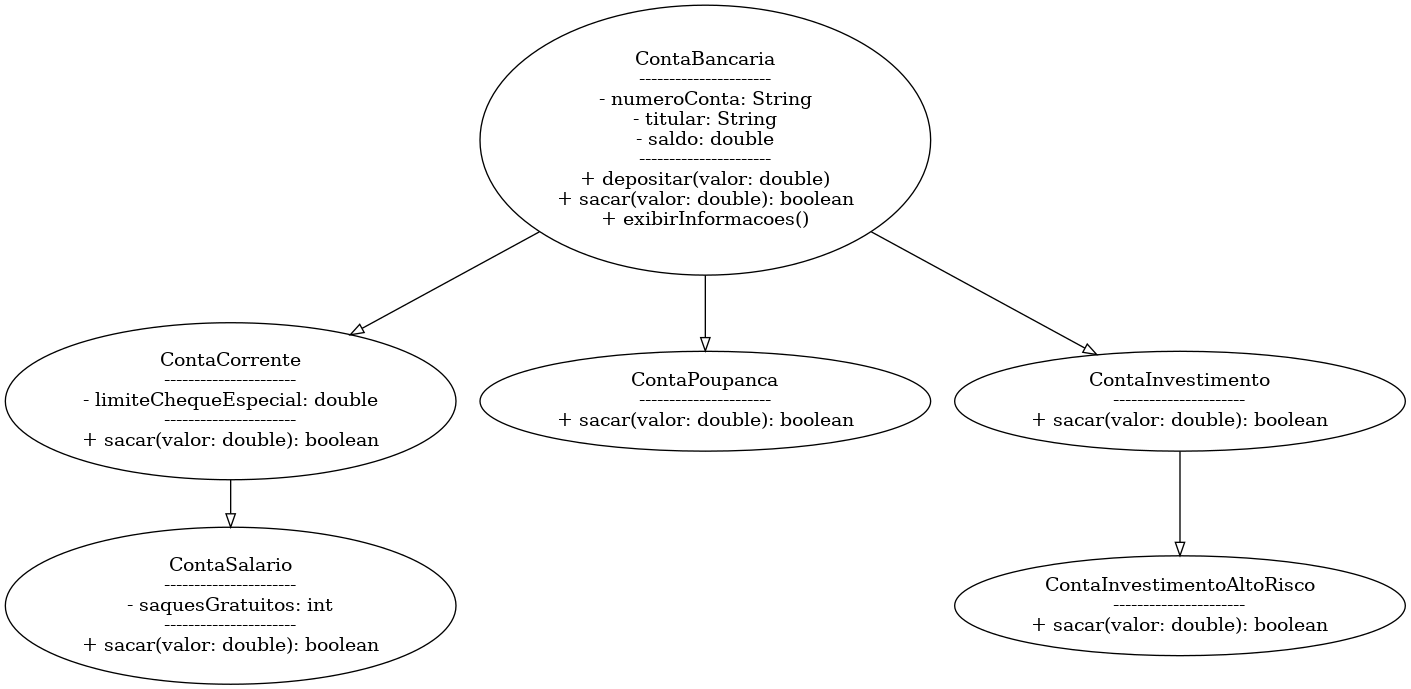 ContaBancaria
----------------------
- numeroConta: String
- titular: String
- saldo: double
----------------------
+ depositar(valor: double)
+ sacar(valor: double): boolean
+ exibirInformacoes()
ContaCorrente
----------------------
- limiteChequeEspecial: double
----------------------
+ sacar(valor: double): boolean
ContaPoupanca
----------------------
+ sacar(valor: double): boolean
ContaInvestimento
----------------------
+ sacar(valor: double): boolean
ContaSalario
----------------------
- saquesGratuitos: int
----------------------
+ sacar(valor: double): boolean
ContaInvestimentoAltoRisco
----------------------
+ sacar(valor: double): boolean